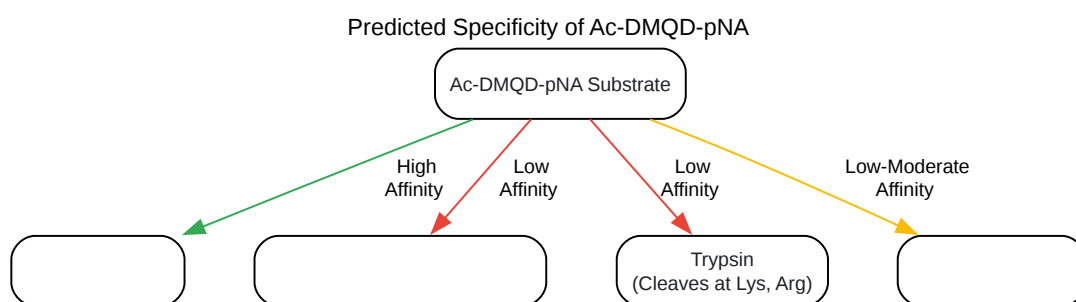 Predicted Specificity of Ac-DMQD-pNA
Ac-DMQD-pNA Substrate
High
Affinity
Low
Affinity
Low
Affinity
Low-Moderate
Affinity
Trypsin
(Cleaves at Lys, Arg)